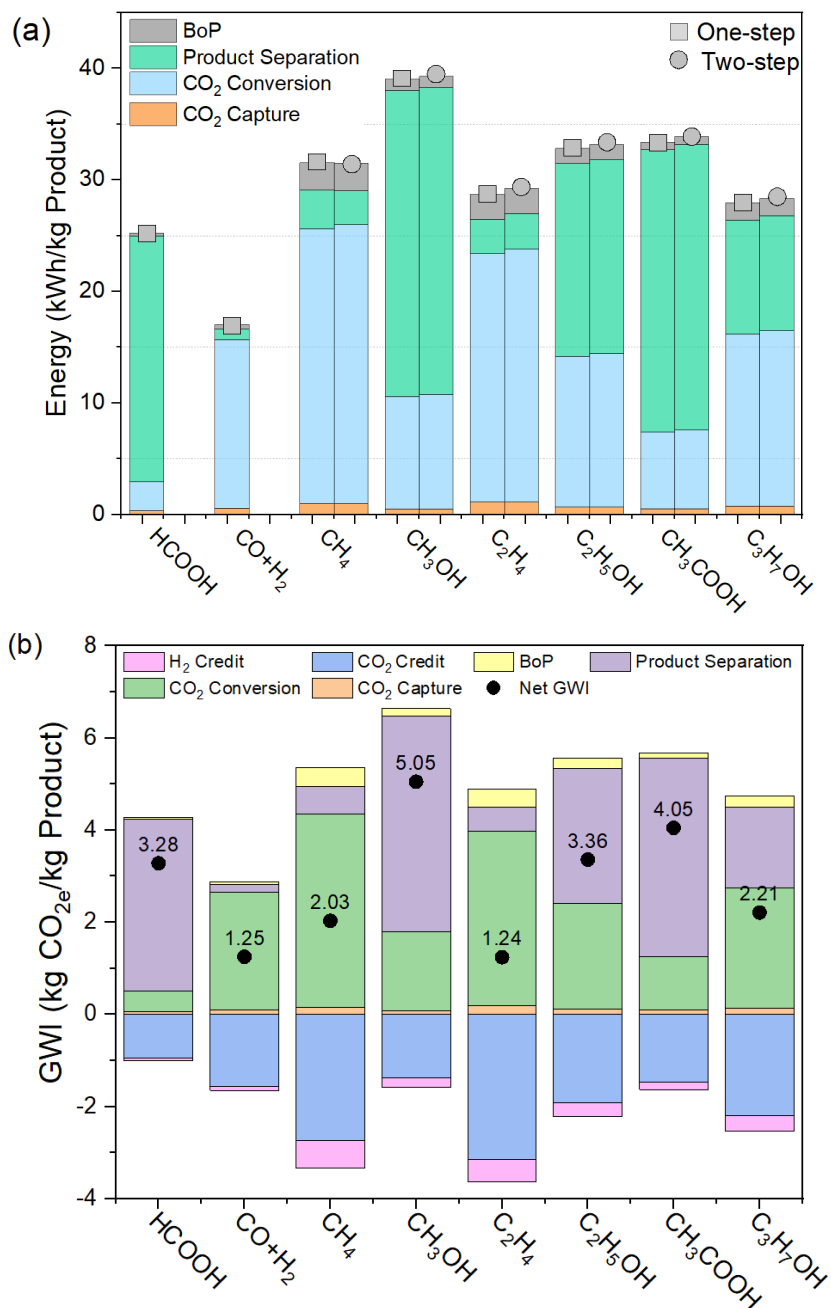 (a)
BoP
Product Separation
CO₂ Conversion
CO₂ Capture
One-step
Two-step
Energy (kWh/kg Product)
40
30
20
10
0
HCOOH
CO+H₂
CH₄
CH₃OH
C₂H₄
C₂H₅OH
CH₃COOH
C₃H₇OH
(b)
H₂ Credit
CO₂ Credit
BoP
Product Separation
CO₂ Conversion
CO₂ Capture
Net GWI
GWI (kg CO₂ₑ/kg Product)
8
6
4
2
0
-2
-4
3.28
1.25
2.03
5.05
1.24
3.36
4.05
2.21
HCOOH
CO+H₂
CH₄
CH₃OH
C₂H₄
C₂H₅OH
CH₃COOH
C₃H₇OH